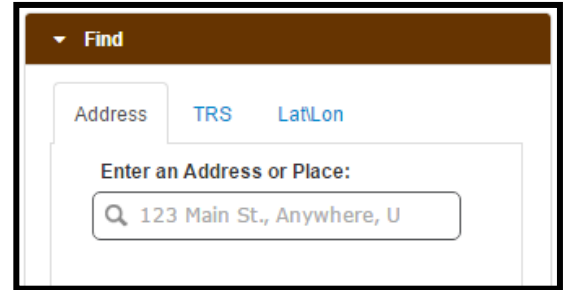 Find
Address TRS Lat\Lon
Enter an Address or Place:
123 Main St., Anywhere, U